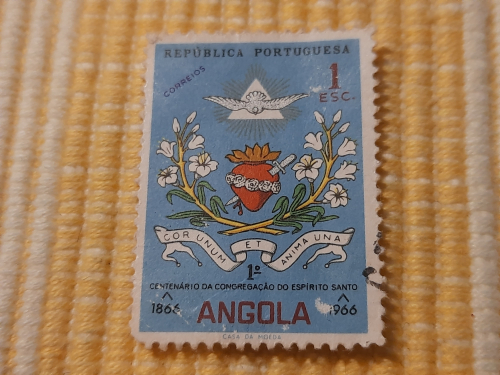 REPÚBLICA PORTUGUESA
CORREIOS
1
ESC.
COR UNUM ET ANIMA UNA
1º
CENTENÁRIO DA CONGREGAÇÃO DO ESPÍRITO SANTO
1866 1966
ANGOLA
CASA DA MOEDA